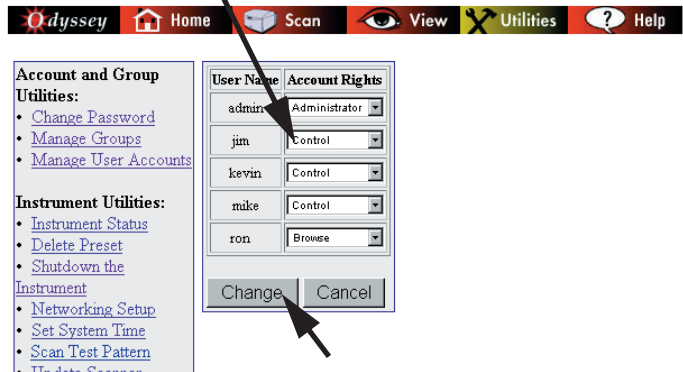 Odyssey Home Scan View Utilities Help
Account and Group
Utilities:
• Change Password
• Manage Groups
• Manage User Accounts
Instrument Utilities:
• Instrument Status
• Delete Preset
• Shutdown the
Instrument
• Networking Setup
• Set System Time
• Scan Test Pattern
• Update Scanner
User Name Account Rights
admin Administrator
jim Control
kevin Control
mike Control
ron Browse
Change Cancel